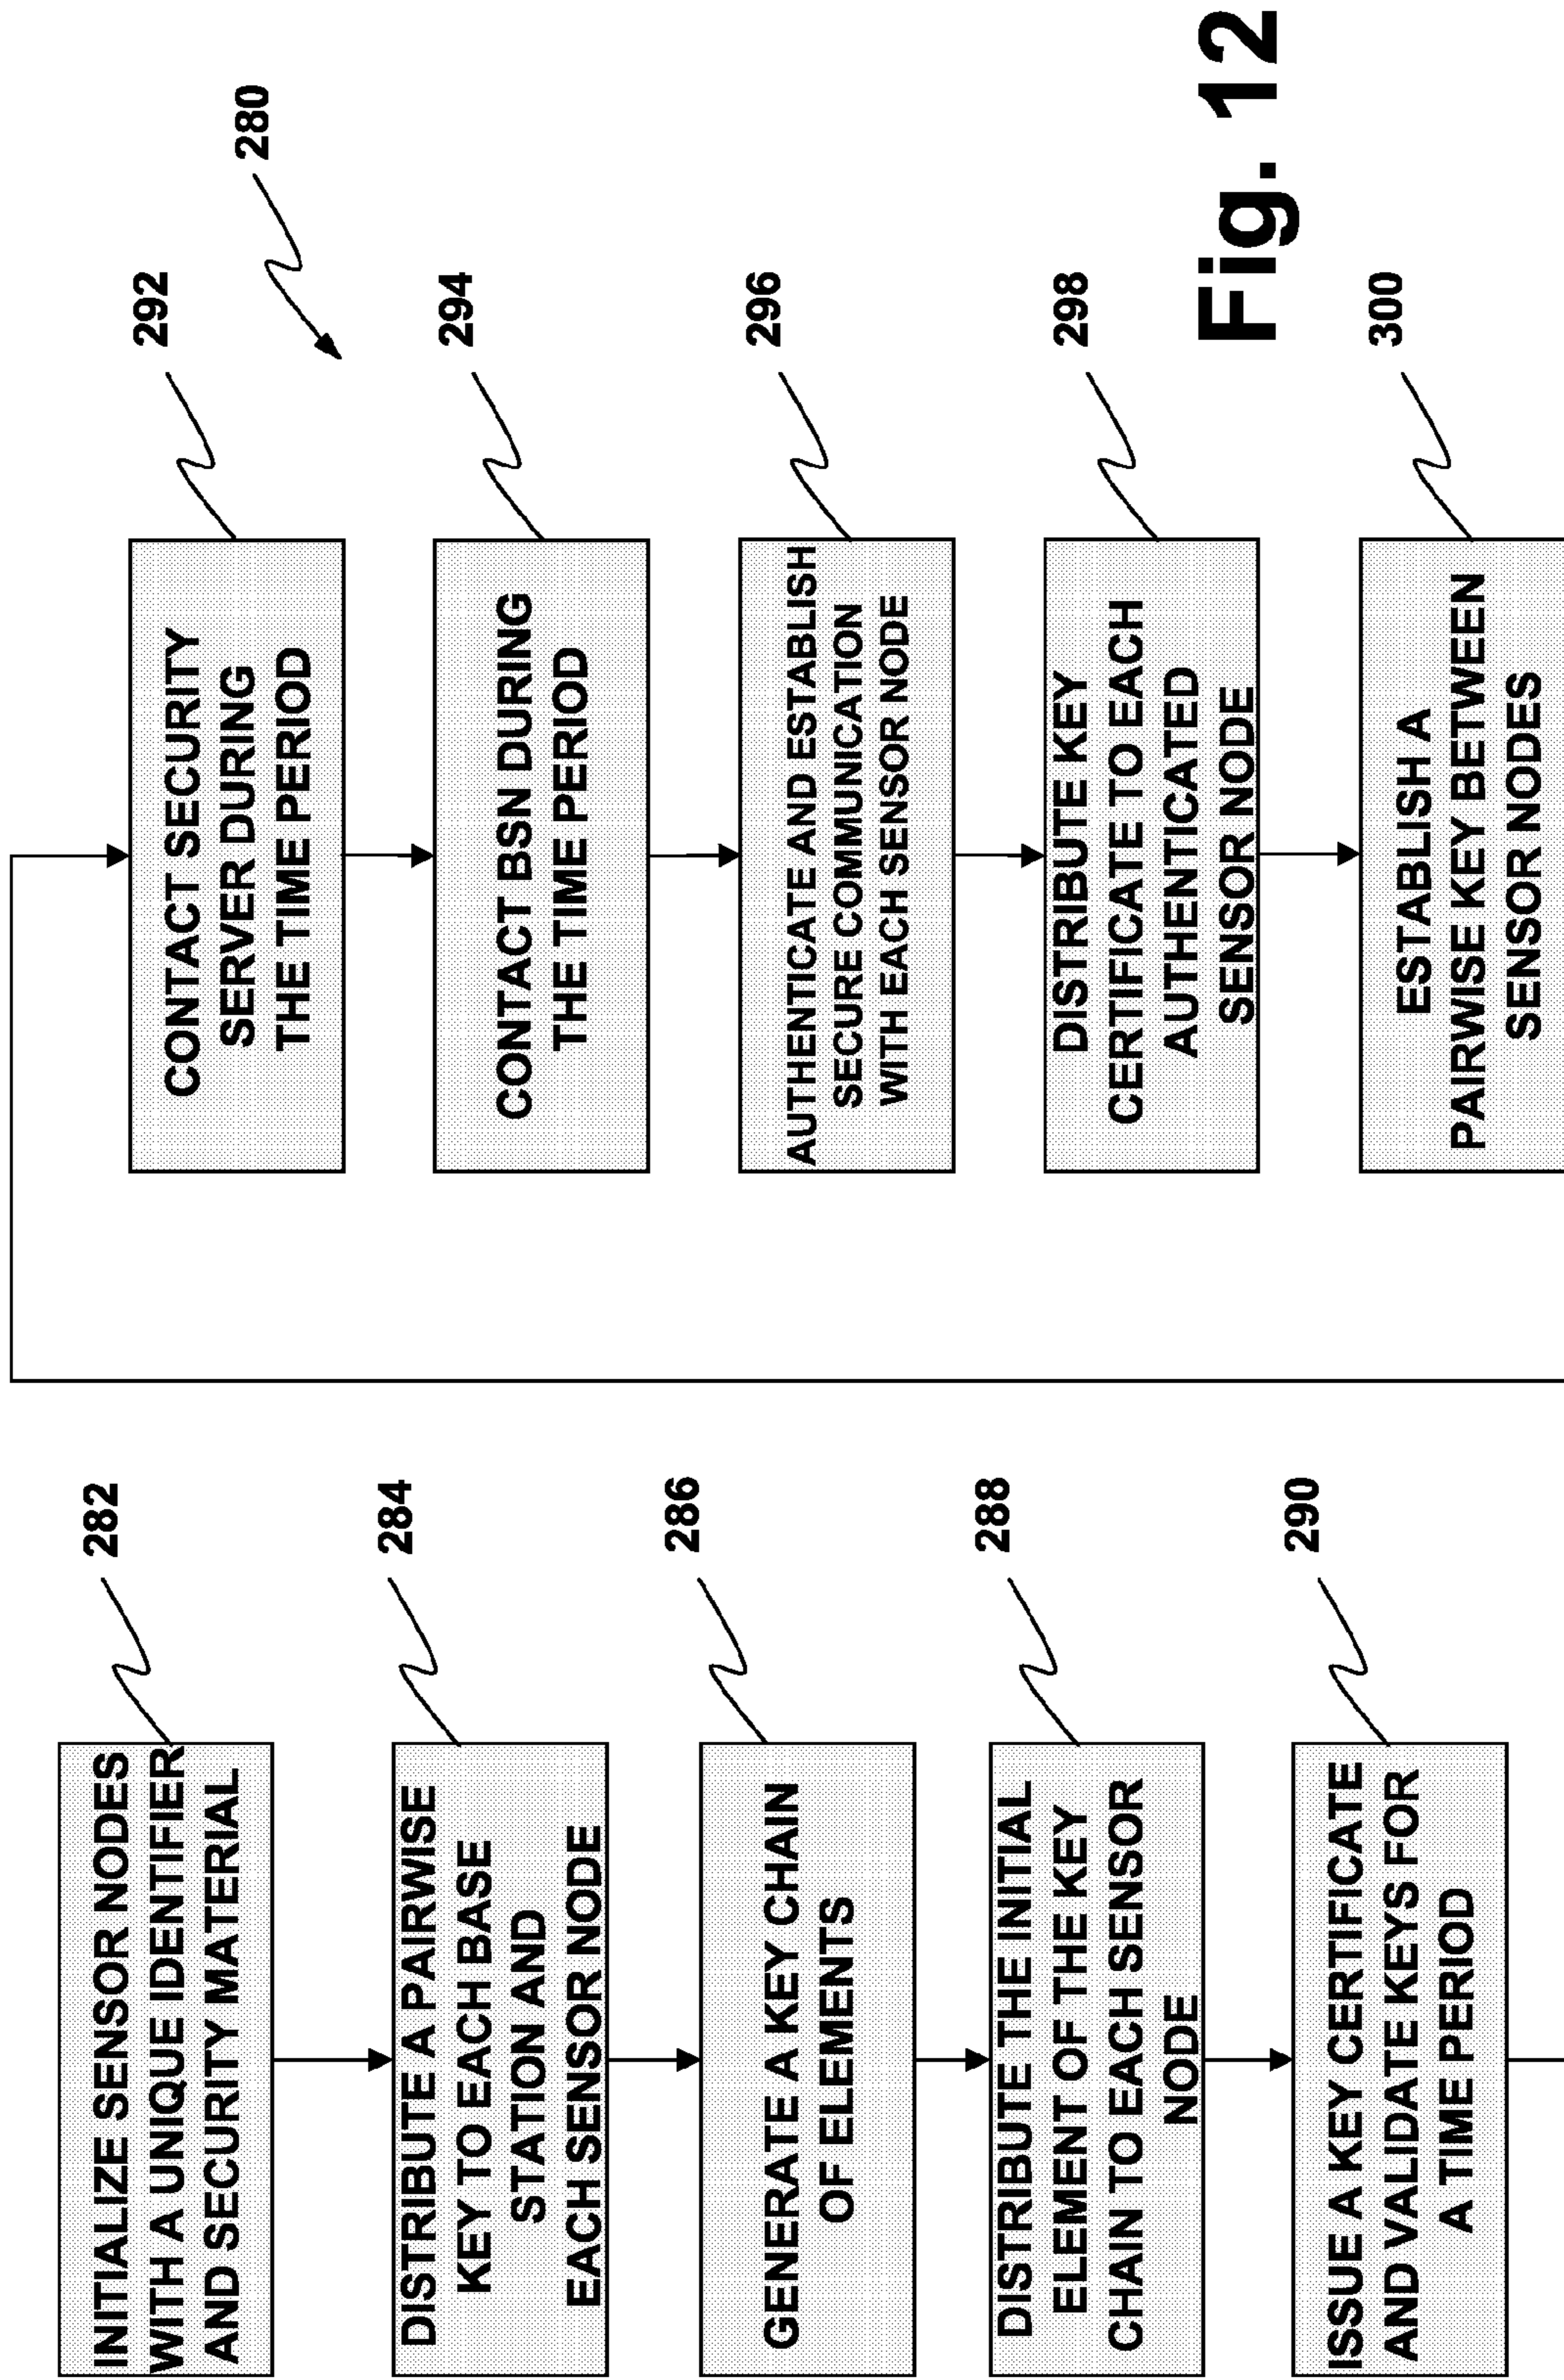 INITIALIZE SENSOR NODES
WITH A UNIQUE IDENTIFIER
AND SECURITY MATERIAL
282
DISTRIBUTE A PAIRWISE
KEY TO EACH BASE
STATION AND
EACH SENSOR NODE
284
GENERATE A KEY CHAIN
OF ELEMENTS
286
DISTRIBUTE THE INITIAL
ELEMENT OF THE KEY
CHAIN TO EACH SENSOR
NODE
288
ISSUE A KEY CERTIFICATE
AND VALIDATE KEYS FOR
A TIME PERIOD
290
CONTACT SECURITY
SERVER DURING
THE TIME PERIOD
292
280
CONTACT BSN DURING
THE TIME PERIOD
294
AUTHENTICATE AND ESTABLISH
SECURE COMMUNICATION
WITH EACH SENSOR NODE
296
DISTRIBUTE KEY
CERTIFICATE TO EACH
AUTHENTICATED
SENSOR NODE
298
ESTABLISH A
PAIRWISE KEY BETWEEN
SENSOR NODES
300
Fig. 12